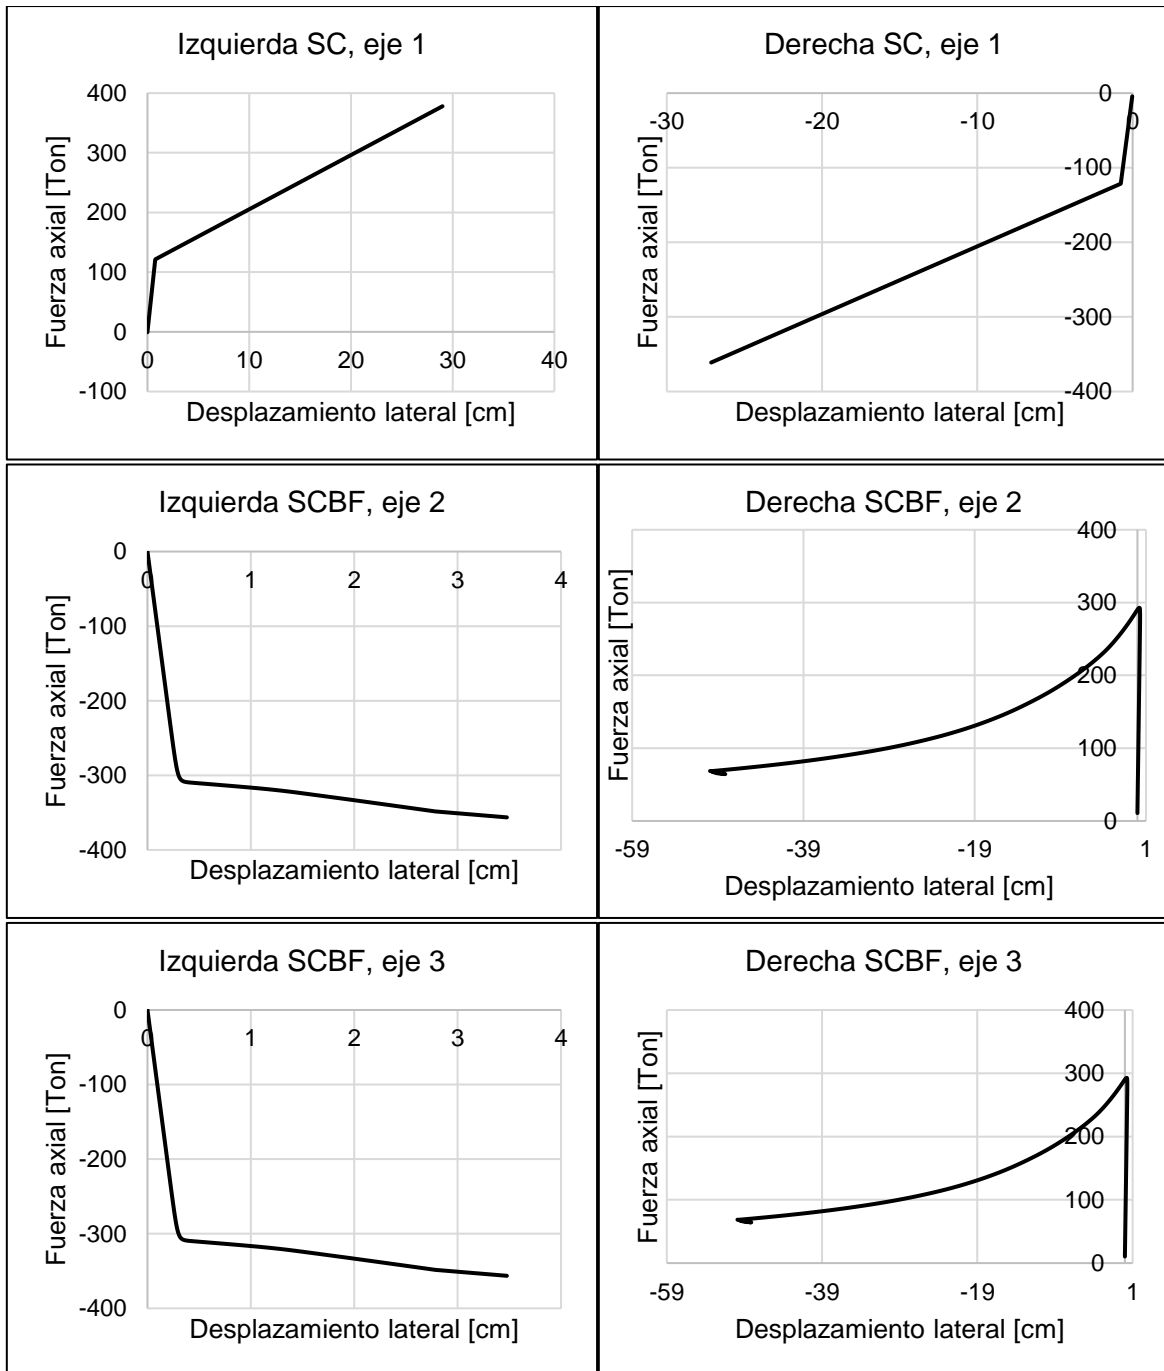 Izquierda SC, eje 1
Fuerza axial [Ton]
400
300
200
100
0
-100
0 10 20 30 40
Desplazamiento lateral [cm]
Derecha SC, eje 1
Fuerza axial [Ton]
0
-30 -20 -10 0
-100
-200
-300
-400
Desplazamiento lateral [cm]
Izquierda SCBF, eje 2
Fuerza axial [Ton]
0
0 1 2 3 4
-100
-200
-300
-400
Desplazamiento lateral [cm]
Derecha SCBF, eje 2
Fuerza axial [Ton]
400
300
200
100
0
-59 -39 -19 1
Desplazamiento lateral [cm]
Izquierda SCBF, eje 3
Fuerza axial [Ton]
0
0 1 2 3 4
-100
-200
-300
-400
Desplazamiento lateral [cm]
Derecha SCBF, eje 3
Fuerza axial [Ton]
400
300
200
100
0
-59 -39 -19 1
Desplazamiento lateral [cm]